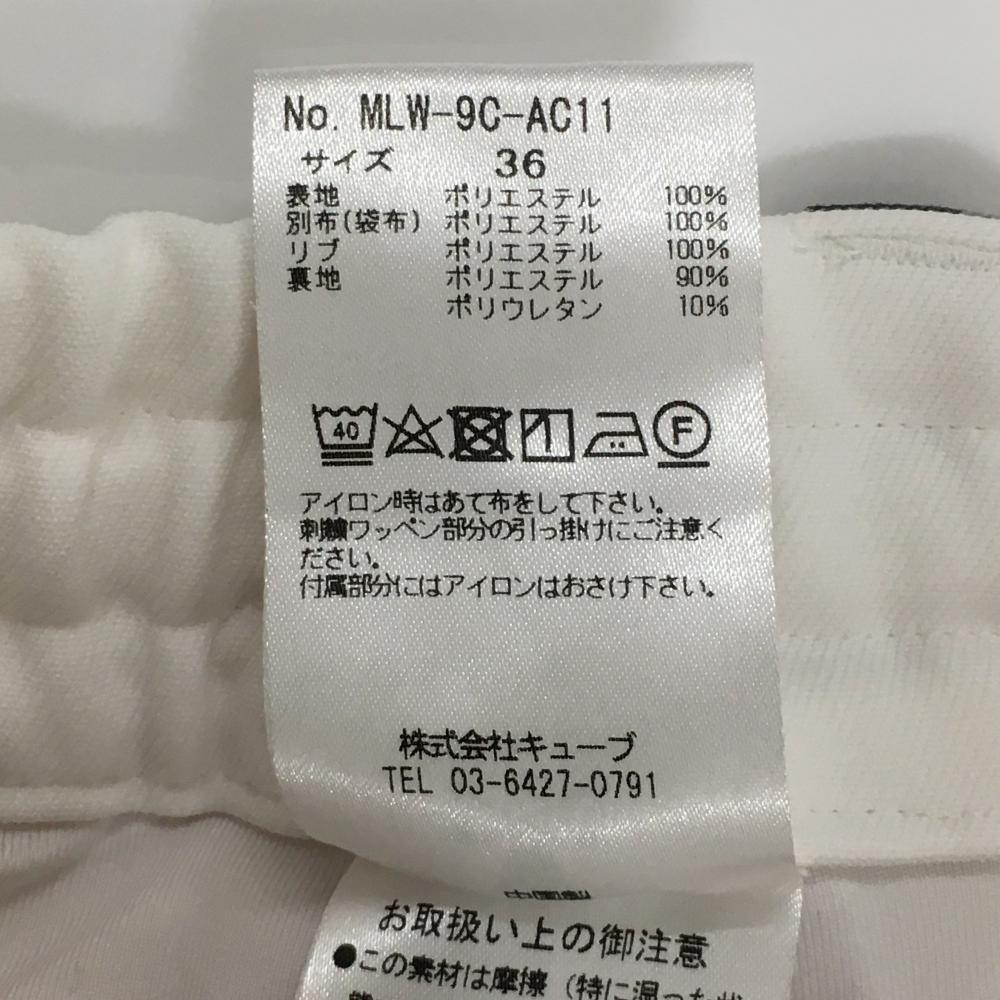 No. MLW-9C-AC11
サイズ 36
表地 ポリエステル 100%
別布(袋布) ポリエステル 100%
リブ ポリエステル 100%
裏地 ポリエステル 90%
ポリウレタン 10%
40 F
アイロン時はあて布をして下さい。
刺繍ワッペン部分の引っ掛けにご注意く
ださい。
付属部分にはアイロンはおさけ下さい。
株式会社キューブ
TEL 03-6427-0791
お取扱い上の御注意
●この素材は摩擦(特に湿った状